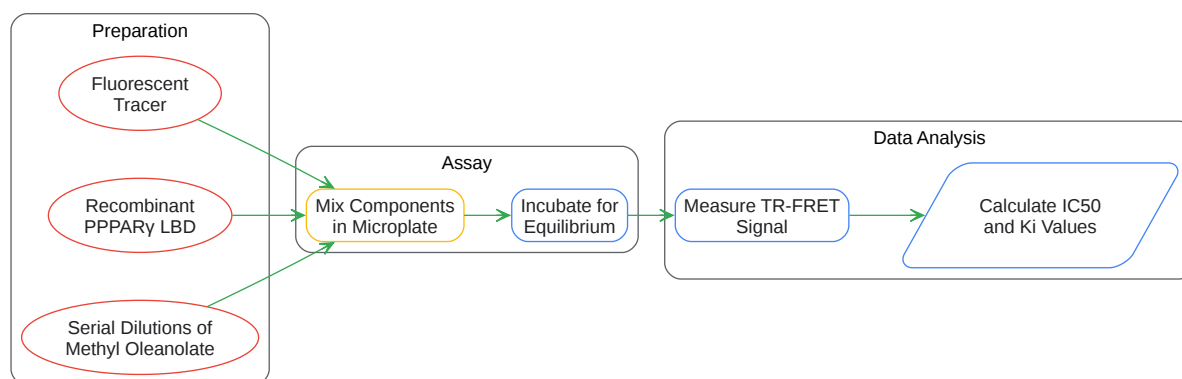 Preparation
Fluorescent
Tracer
Recombinant
PPPARγ LBD
Serial Dilutions of
Methyl Oleanolate
Assay
Mix Components
in Microplate
Incubate for
Equilibrium
Data Analysis
Measure TR-FRET
Signal
Calculate IC50
and Ki Values